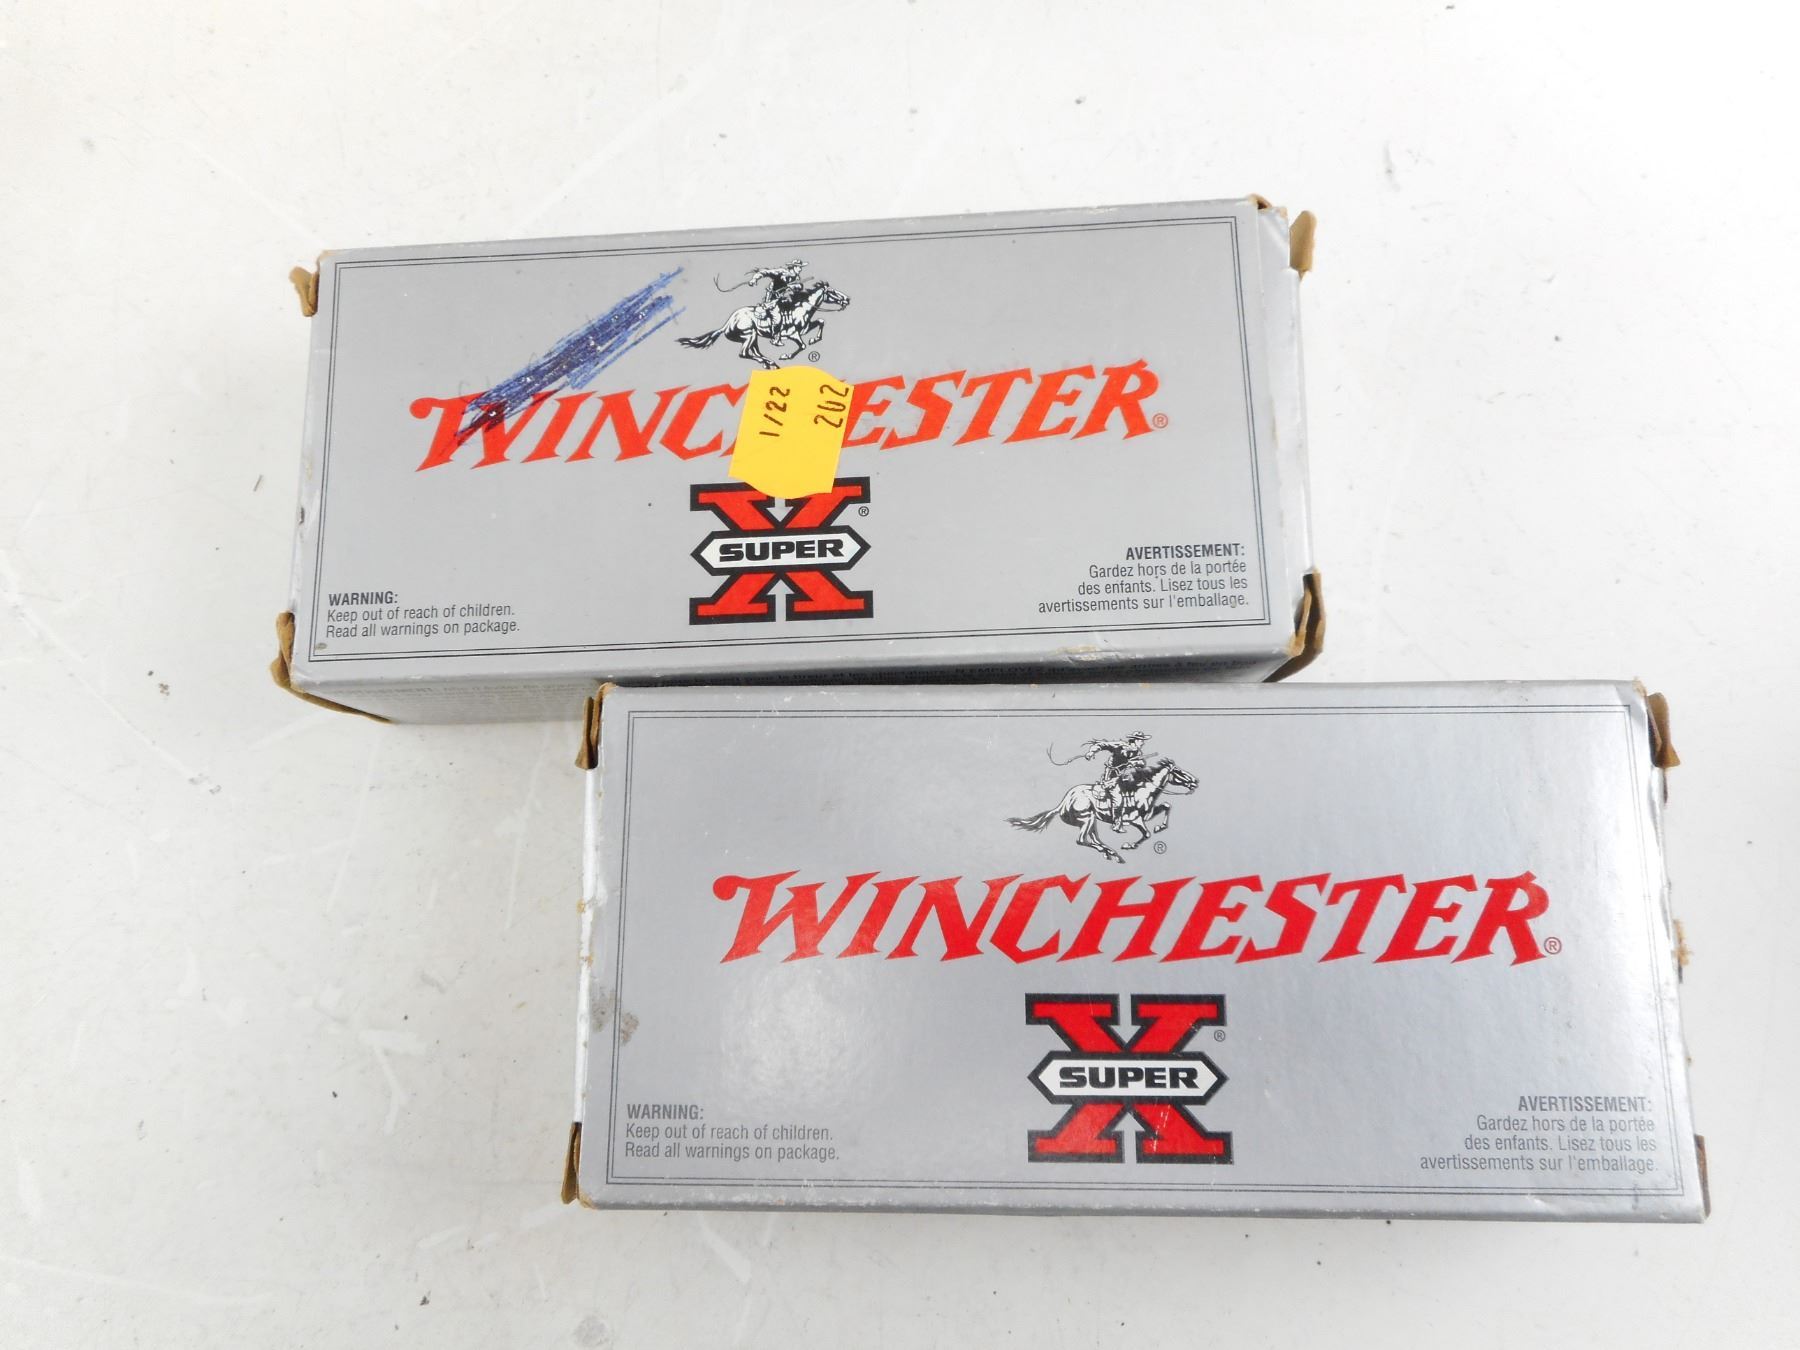 WINCHESTER®
1/22
202
SUPER X®
WARNING:
Keep out of reach of children.
Read all warnings on package.
AVERTISSEMENT:
Gardez hors de la portée
des enfants. Lisez tous les
avertissements sur l'emballage.
WINCHESTER®
SUPER X®
WARNING:
Keep out of reach of children.
Read all warnings on package.
AVERTISSEMENT:
Gardez hors de la portée
des enfants. Lisez tous les
avertissements sur l'emballage.